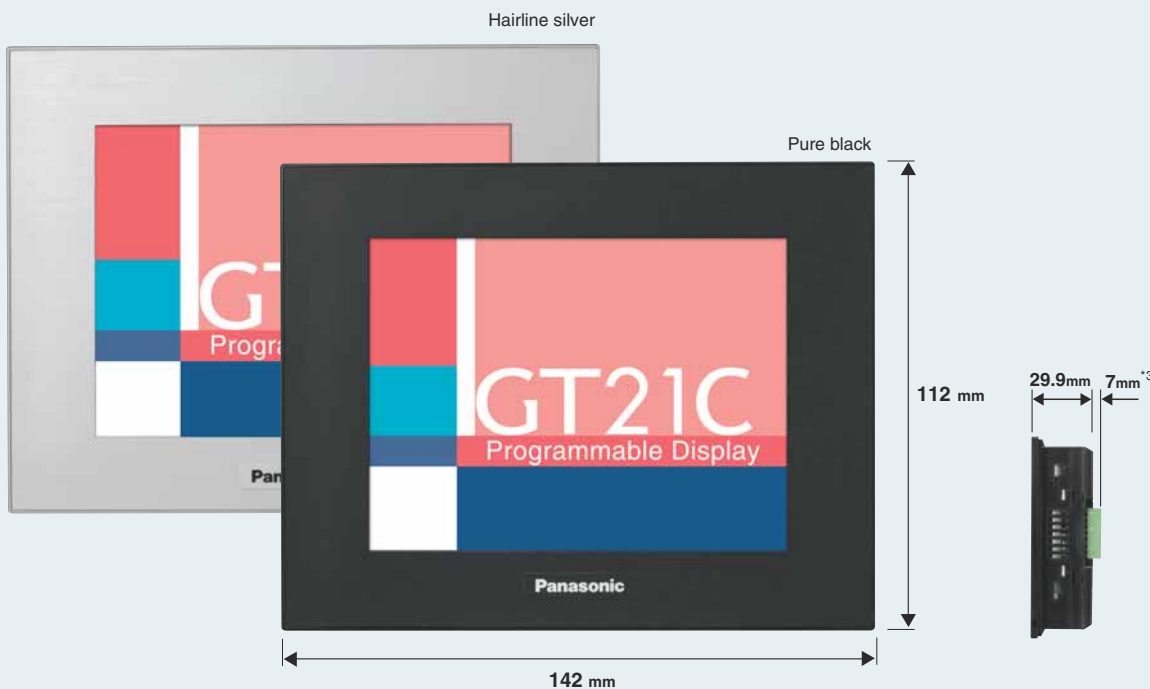 Hairline silver
Pure black
GT
Progra
Pan
GT21C
Programmable Display
Panasonic
112 mm
142 mm
29.9mm 7mm*3